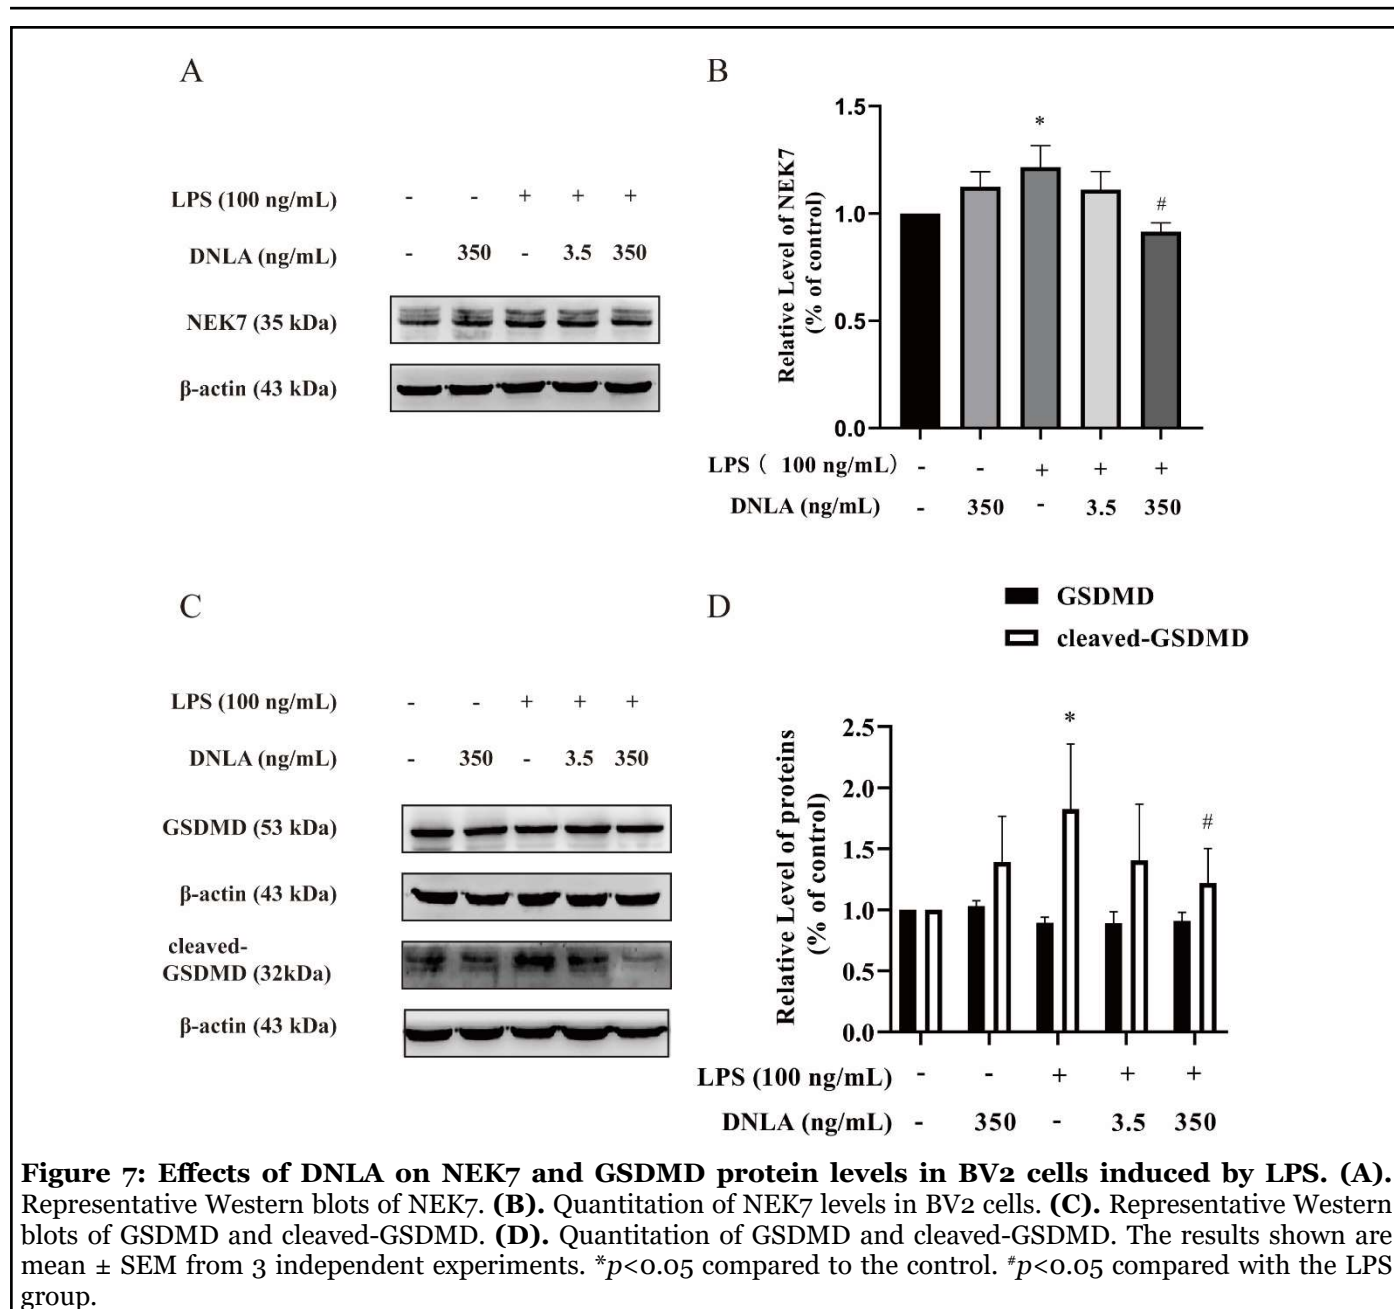 A
LPS (100 ng/mL) - - + + +
DNLA (ng/mL) - 350 - 3.5 350
NEK7 (35 kDa)
β-actin (43 kDa)
B
Relative Level of NEK7
(% of control)
1.5
1.0
0.5
0.0
*
#
LPS ( 100 ng/mL) - - + + +
DNLA (ng/mL) - 350 - 3.5 350
C
LPS (100 ng/mL) - - + + +
DNLA (ng/mL) - 350 - 3.5 350
GSDMD (53 kDa)
β-actin (43 kDa)
cleaved-
GSDMD (32kDa)
β-actin (43 kDa)
D
GSDMD
cleaved-GSDMD
Relative Level of proteins
(% of control)
2.5
2.0
1.5
1.0
0.5
0.0
*
#
LPS (100 ng/mL) - - + + +
DNLA (ng/mL) - 350 - 3.5 350
Figure 7: Effects of DNLA on NEK7 and GSDMD protein levels in BV2 cells induced by LPS. (A).
Representative Western blots of NEK7. (B). Quantitation of NEK7 levels in BV2 cells. (C). Representative Western
blots of GSDMD and cleaved-GSDMD. (D). Quantitation of GSDMD and cleaved-GSDMD. The results shown are
mean ± SEM from 3 independent experiments. *p<0.05 compared to the control. #p<0.05 compared with the LPS
group.